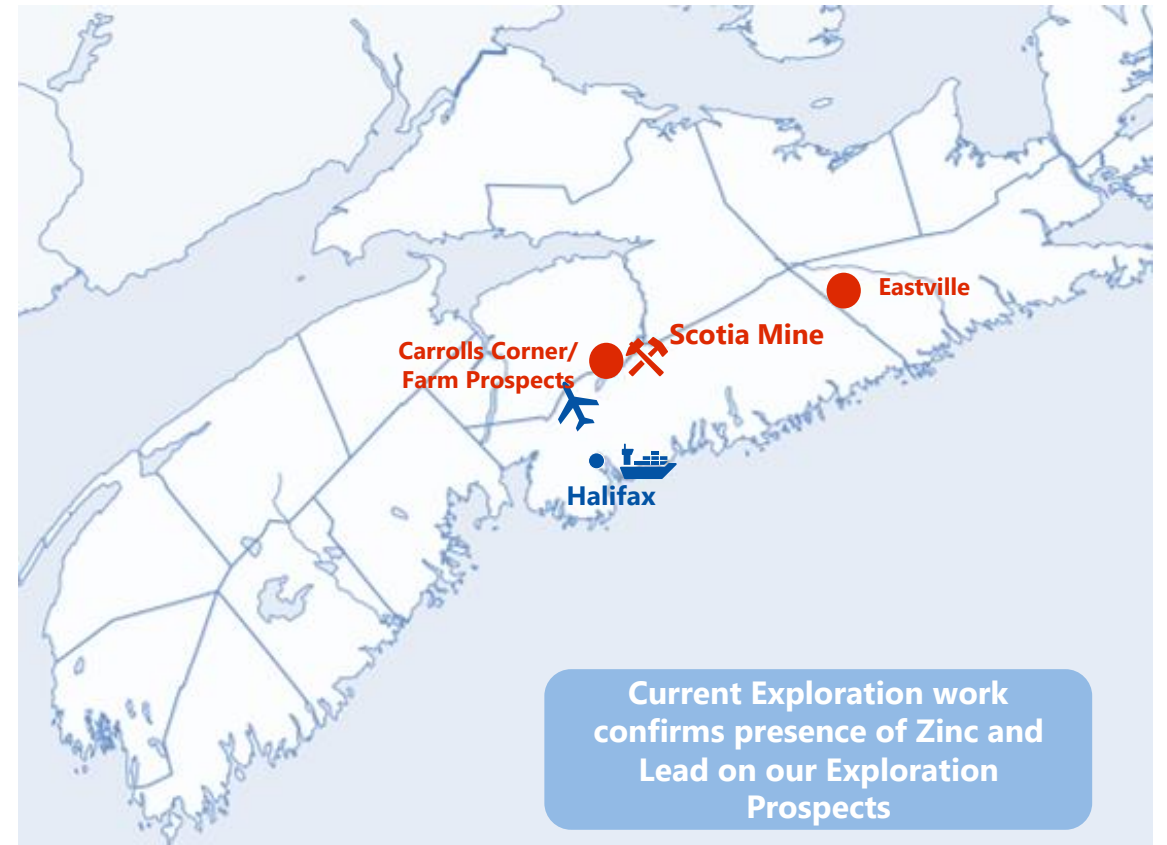 Eastville
Scotia Mine
Carrolls Corner/
Farm Prospects
Halifax
Current Exploration work
confirms presence of Zinc and
Lead on our Exploration
Prospects